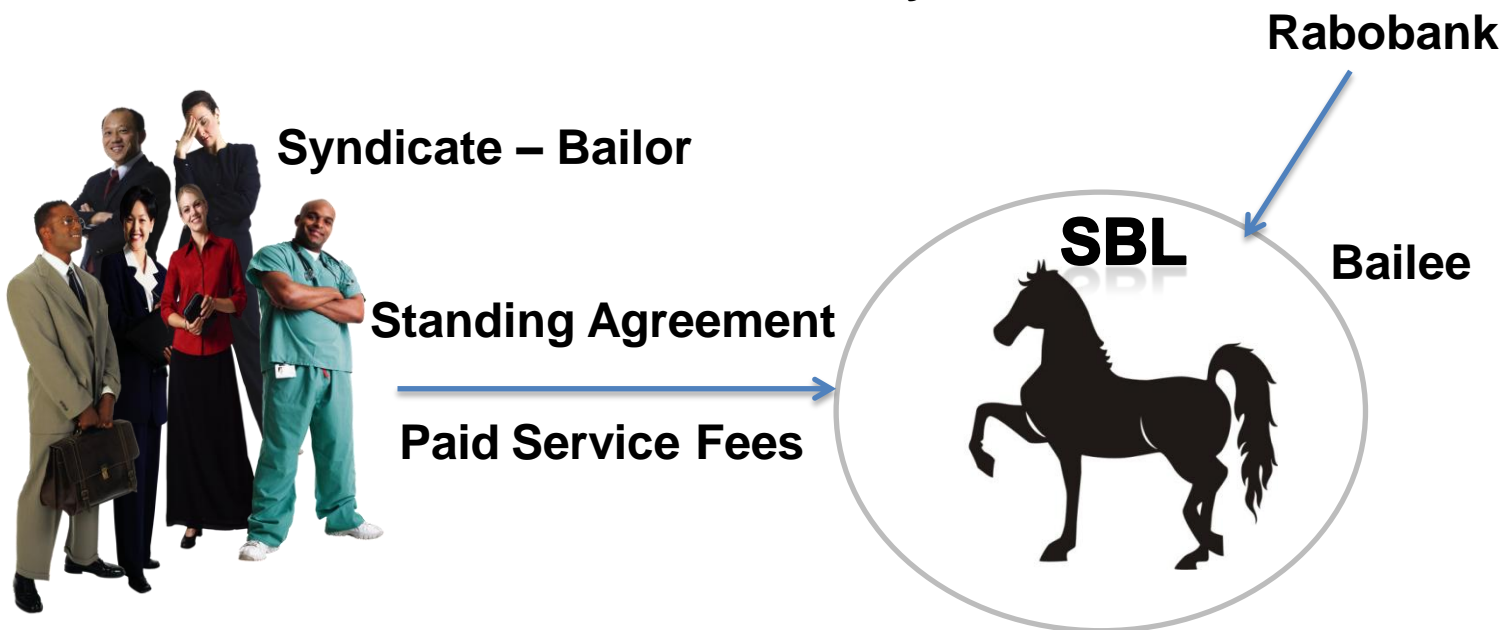 Rabobank
Syndicate – Bailor
SBL
Bailee
Standing Agreement
Paid Service Fees